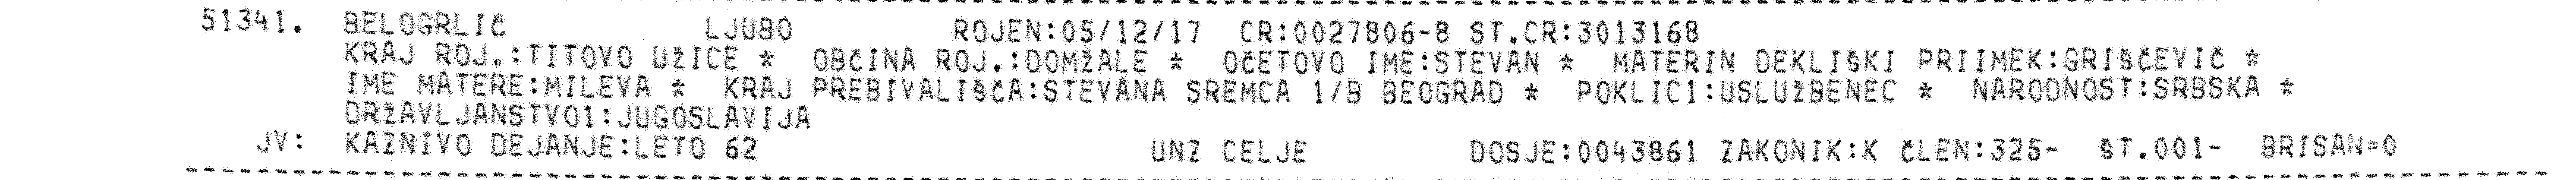 51341. BELOGRLIČ LJUBO ROJEN:05/12/17 CR:0027806-8 ST.CR:3013168
KRAJ ROJ.:TITOVO UŽICE * OBČINA ROJ.:DOMŽALE * OČETOVO IME:STEVAN * MATERIN DEKLIŠKI PRIIMEK:GRIŠČEVIČ *
IME MATERE:MILEVA * KRAJ PREBIVALIŠČA:STEVANA SREMCA 1/B BEOGRAD * POKLIC1:USLUŽBENEC * NARODNOST:SRBSKA *
DRŽAVLJANSTVO1:JUGOSLAVIJA
JV: KAZNIVO DEJANJE:LETO 62 UNZ CELJE DOSJE:0043861 ZAKONIK:K ČLEN:325- ŠT.001- BRISAN=0